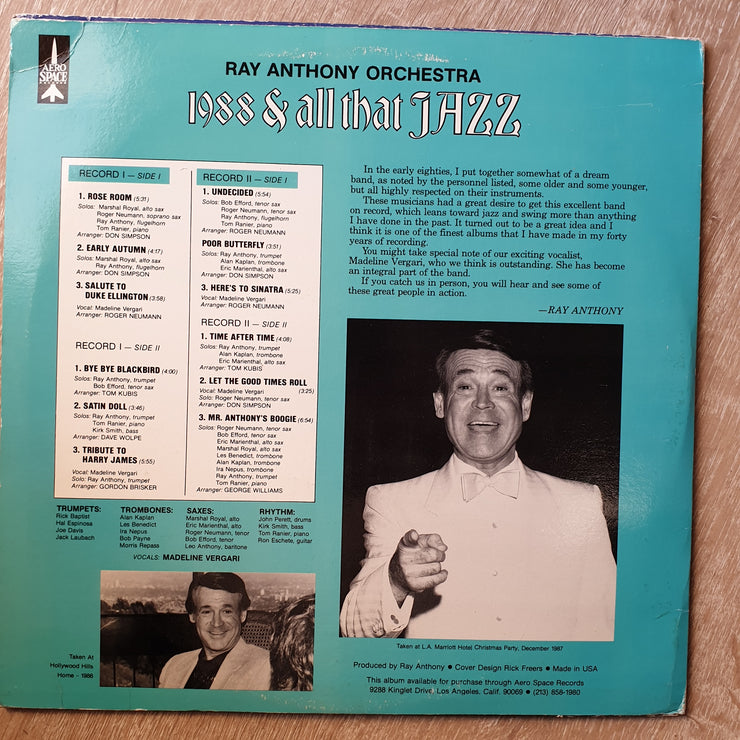 AERO
SPACE
RECORDS
RAY ANTHONY ORCHESTRA
1988 & all that JAZZ
RECORD I — SIDE I
1. ROSE ROOM (5:31)
Solos: Marshal Royal, alto sax
Roger Neumann, soprano sax
Ray Anthony, flugelhorn
Tom Ranier, piano
Arranger: DON SIMPSON
2. EARLY AUTUMN (4:17)
Solos: Marshal Royal, alto sax
Ray Anthony, flugelhorn
Arranger: DON SIMPSON
3. SALUTE TO
DUKE ELLINGTON (3:58)
Vocal: Madeline Vergari
Arranger: ROGER NEUMANN
RECORD I — SIDE II
1. BYE BYE BLACKBIRD (4:00)
Solos: Ray Anthony, trumpet
Bob Efford, tenor sax
Arranger: TOM KUBIS
2. SATIN DOLL (3:46)
Solos: Ray Anthony, trumpet
Tom Ranier, piano
Kirk Smith, bass
Arranger: DAVE WOLPE
3. TRIBUTE TO
HARRY JAMES (5:55)
Vocal: Madeline Vergari
Solo: Ray Anthony, trumpet
Arranger: GORDON BRISKER
RECORD II — SIDE I
1. UNDECIDED (5:54)
Solos: Bob Efford, tenor sax
Roger Neumann, tenor sax
Ray Anthony, flugelhorn
Tom Ranier, piano
Arranger: ROGER NEUMANN
POOR BUTTERFLY (3:51)
Solos: Ray Anthony, trumpet
Alan Kaplan, trombone
Eric Marienthal, alto sax
Arranger: DON SIMPSON
3. HERE'S TO SINATRA (5:25)
Vocal: Madeline Vergari
Arranger: ROGER NEUMANN
RECORD II — SIDE II
1. TIME AFTER TIME (4:08)
Solos: Ray Anthony, trumpet
Alan Kaplan, trombone
Eric Marienthal, alto sax
Arranger: TOM KUBIS
2. LET THE GOOD TIMES ROLL
Vocal: Madeline Vergari (3:25)
Solo: Roger Neumann, tenor sax
Arranger: DON SIMPSON
3. MR. ANTHONY'S BOOGIE (6:54)
Solos: Roger Neumann, tenor sax
Bob Efford, tenor sax
Eric Marienthal, alto sax
Marshal Royal, alto sax
Les Benedict, trombone
Alan Kaplan, trombone
Ira Nepus, trombone
Ray Anthony, trumpet
Tom Ranier, piano
Arranger: GEORGE WILLIAMS
In the early eighties, I put together somewhat of a dream
band, as noted by the personnel listed, some older and some younger,
but all highly respected on their instruments.
These musicians had a great desire to get this excellent band
on record, which leans toward jazz and swing more than anything
I have done in the past. It turned out to be a great idea and I
think it is one of the finest albums that I have made in my forty
years of recording.
You might take special note of our exciting vocalist,
Madeline Vergari, who we think is outstanding. She has become
an integral part of the band.
If you catch us in person, you will hear and see some of
these great people in action.
—RAY ANTHONY
TRUMPETS:
Rick Baptist
Hal Espinosa
Joe Davis
Jack Laubach
TROMBONES:
Alan Kaplan
Les Benedict
Ira Nepus
Bob Payne
Morris Repass
SAXES:
Marshal Royal, alto
Eric Marienthal, alto
Roger Neumann, tenor
Bob Efford, tenor
Leo Anthony, baritone
RHYTHM:
John Perett, drums
Kirk Smith, bass
Tom Ranier, piano
Ron Eschete, guitar
VOCALS: MADELINE VERGARI
Taken At
Hollywood Hills
Home - 1986
Taken at L.A. Marriott Hotel Christmas Party, December 1987
Produced by Ray Anthony • Cover Design Rick Freers • Made in USA
This album available for purchase through Aero Space Records
9288 Kinglet Drive, Los Angeles, Calif. 90069 • (213) 858-1980